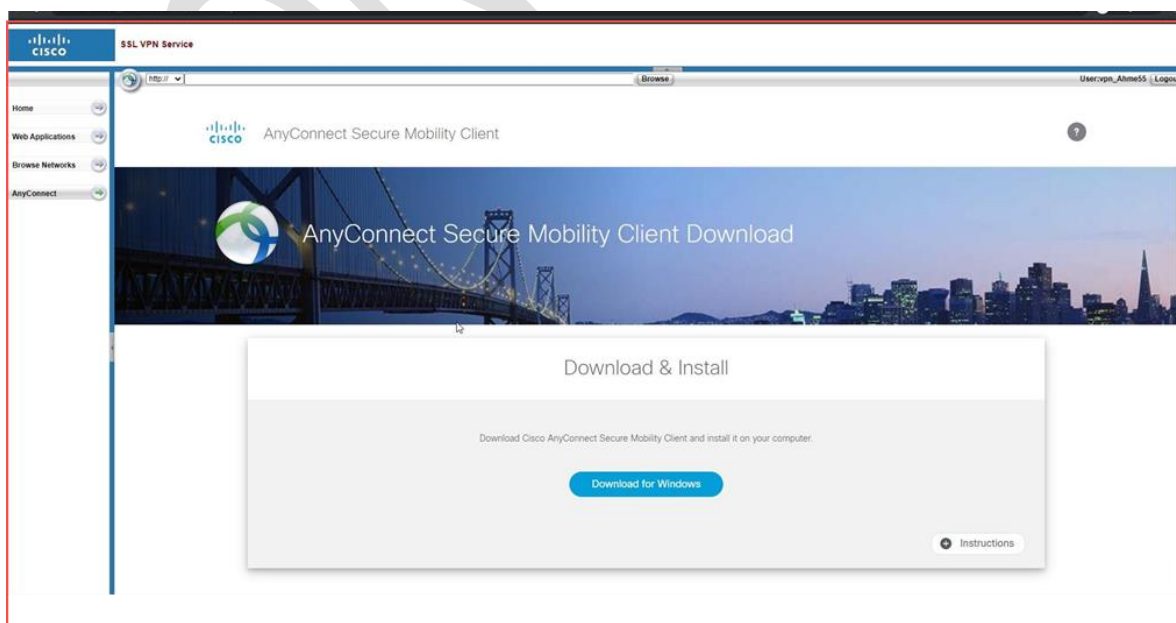 CISCO
SSL VPN Service
http://
Browse
User:vpn_Ahme55
Logou
Home
Web Applications
Browse Networks
AnyConnect
CISCO
AnyConnect Secure Mobility Client
?
AnyConnect Secure Mobility Client Download
Download & Install
Download Cisco AnyConnect Secure Mobility Client and install it on your computer.
Download for Windows
Instructions